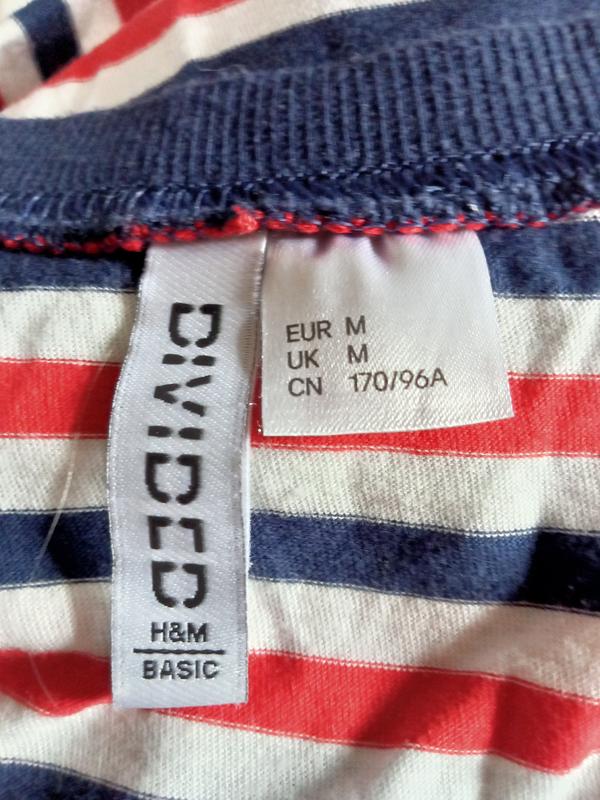 DIVIDED
H&M
BASIC
EUR M
UK M
CN 170/96A